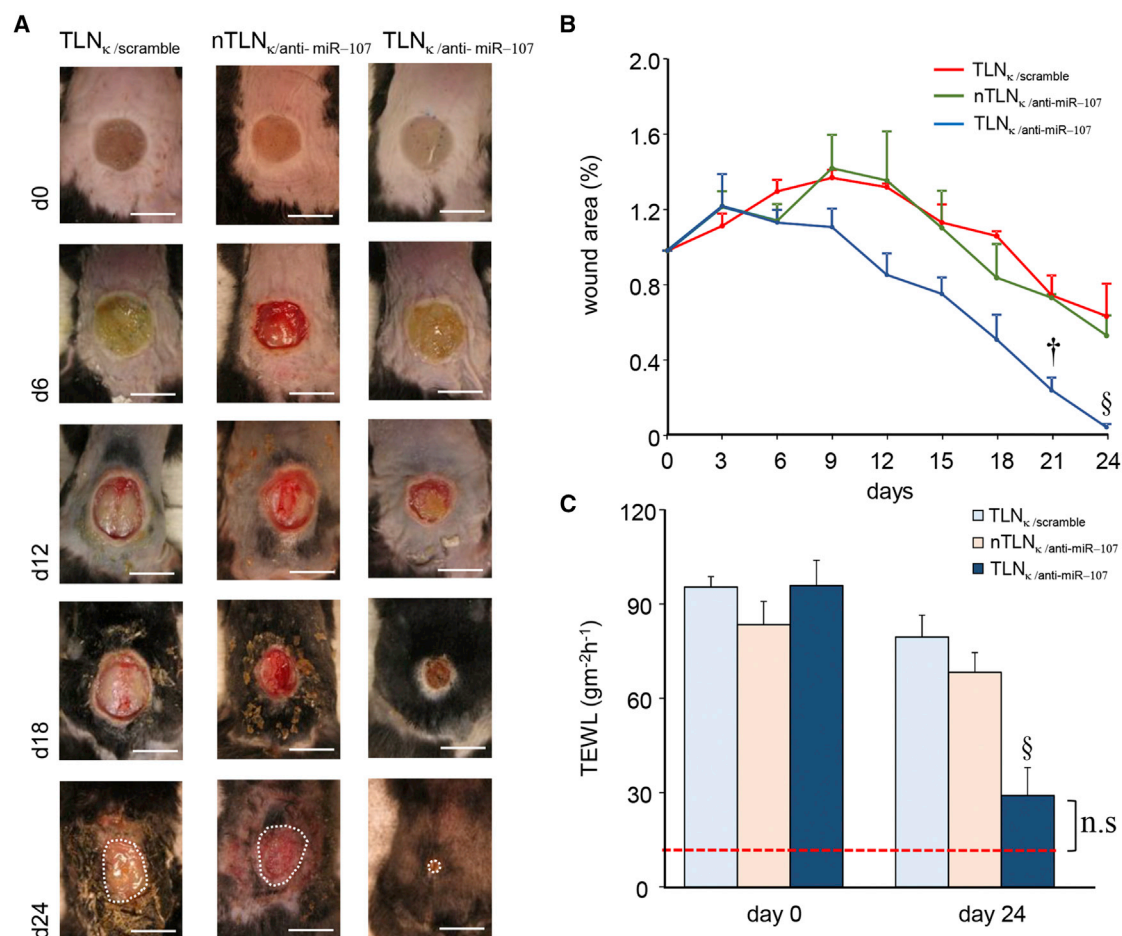 A
TLNκ/scramble
nTLNκ/anti-miR–107
TLNκ/anti-miR–107
d0
d6
d12
d18
d24
B
2.0
1.6
1.2
0.8
0.4
0
wound area (%)
TLNκ/scramble
nTLNκ/anti-miR–107
TLNκ/anti-miR–107
†
§
0 3 6 9 12 15 18 21 24
days
C
120
90
60
30
0
TEWL (gm-2h-1)
TLNκ/scramble
nTLNκ/anti-miR–107
TLNκ/anti-miR–107
§
n.s
day 0 day 24